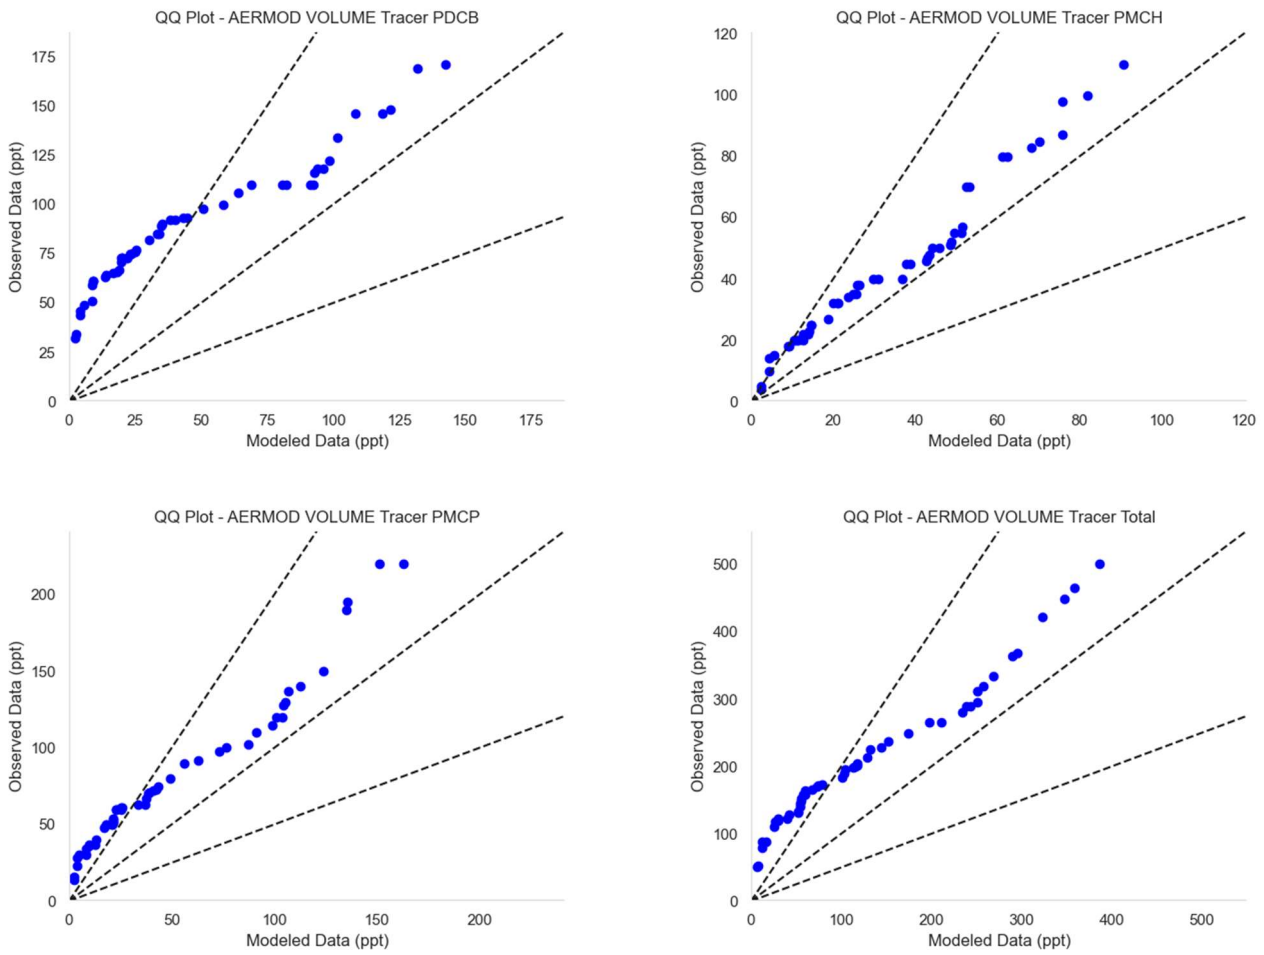 QQ Plot - AERMOD VOLUME Tracer PDCB
175
150
125
100
75
50
25
0
Observed Data (ppt)
0 25 50 75 100 125 150 175
Modeled Data (ppt)
QQ Plot - AERMOD VOLUME Tracer PMCH
120
100
80
60
40
20
0
Observed Data (ppt)
0 20 40 60 80 100 120
Modeled Data (ppt)
QQ Plot - AERMOD VOLUME Tracer PMCP
200
150
100
50
0
Observed Data (ppt)
0 50 100 150 200
Modeled Data (ppt)
QQ Plot - AERMOD VOLUME Tracer Total
500
400
300
200
100
0
Observed Data (ppt)
0 100 200 300 400 500
Modeled Data (ppt)